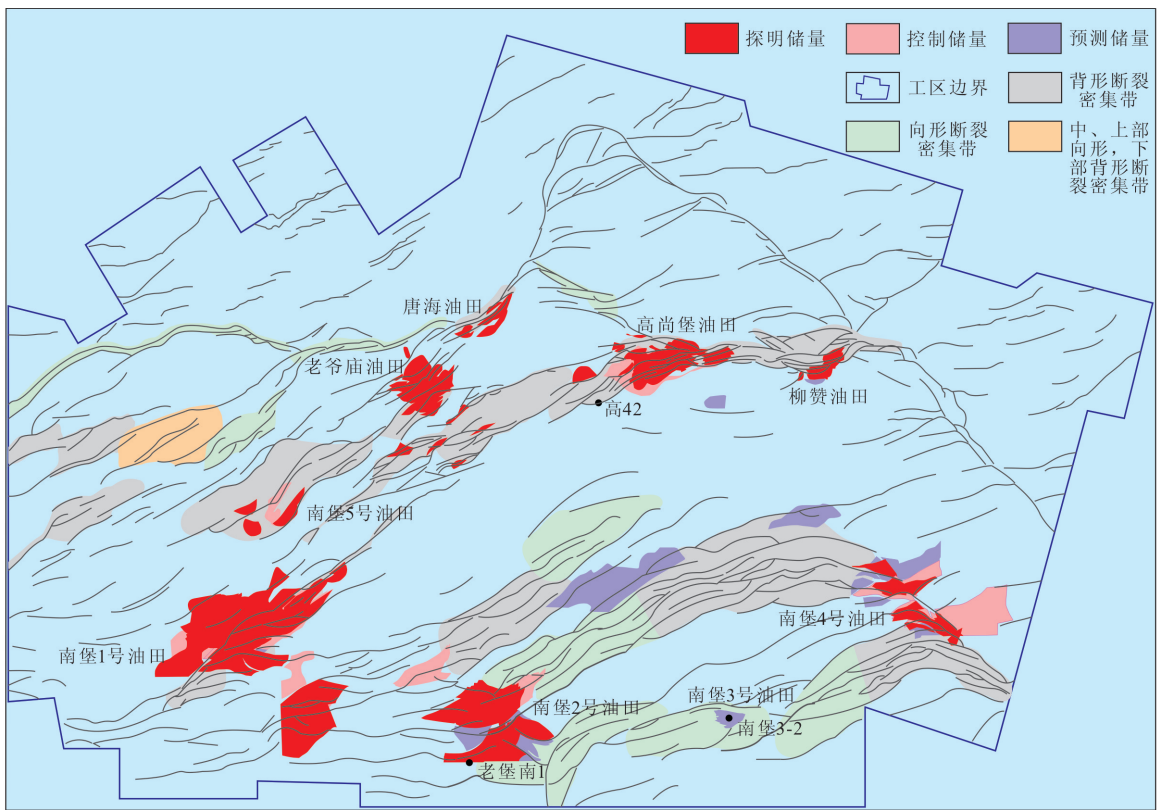 探明储量
控制储量
预测储量
工区边界
背形断裂
密集带
向形断裂
密集带
中、上部
向形，下
部背形断
裂密集带
唐海油田
高尚堡油田
老爷庙油田
柳赞油田
高42
南堡5号油田
南堡4号油田
南堡1号油田
南堡3号油田
南堡2号油田
南堡3-2
老堡南1